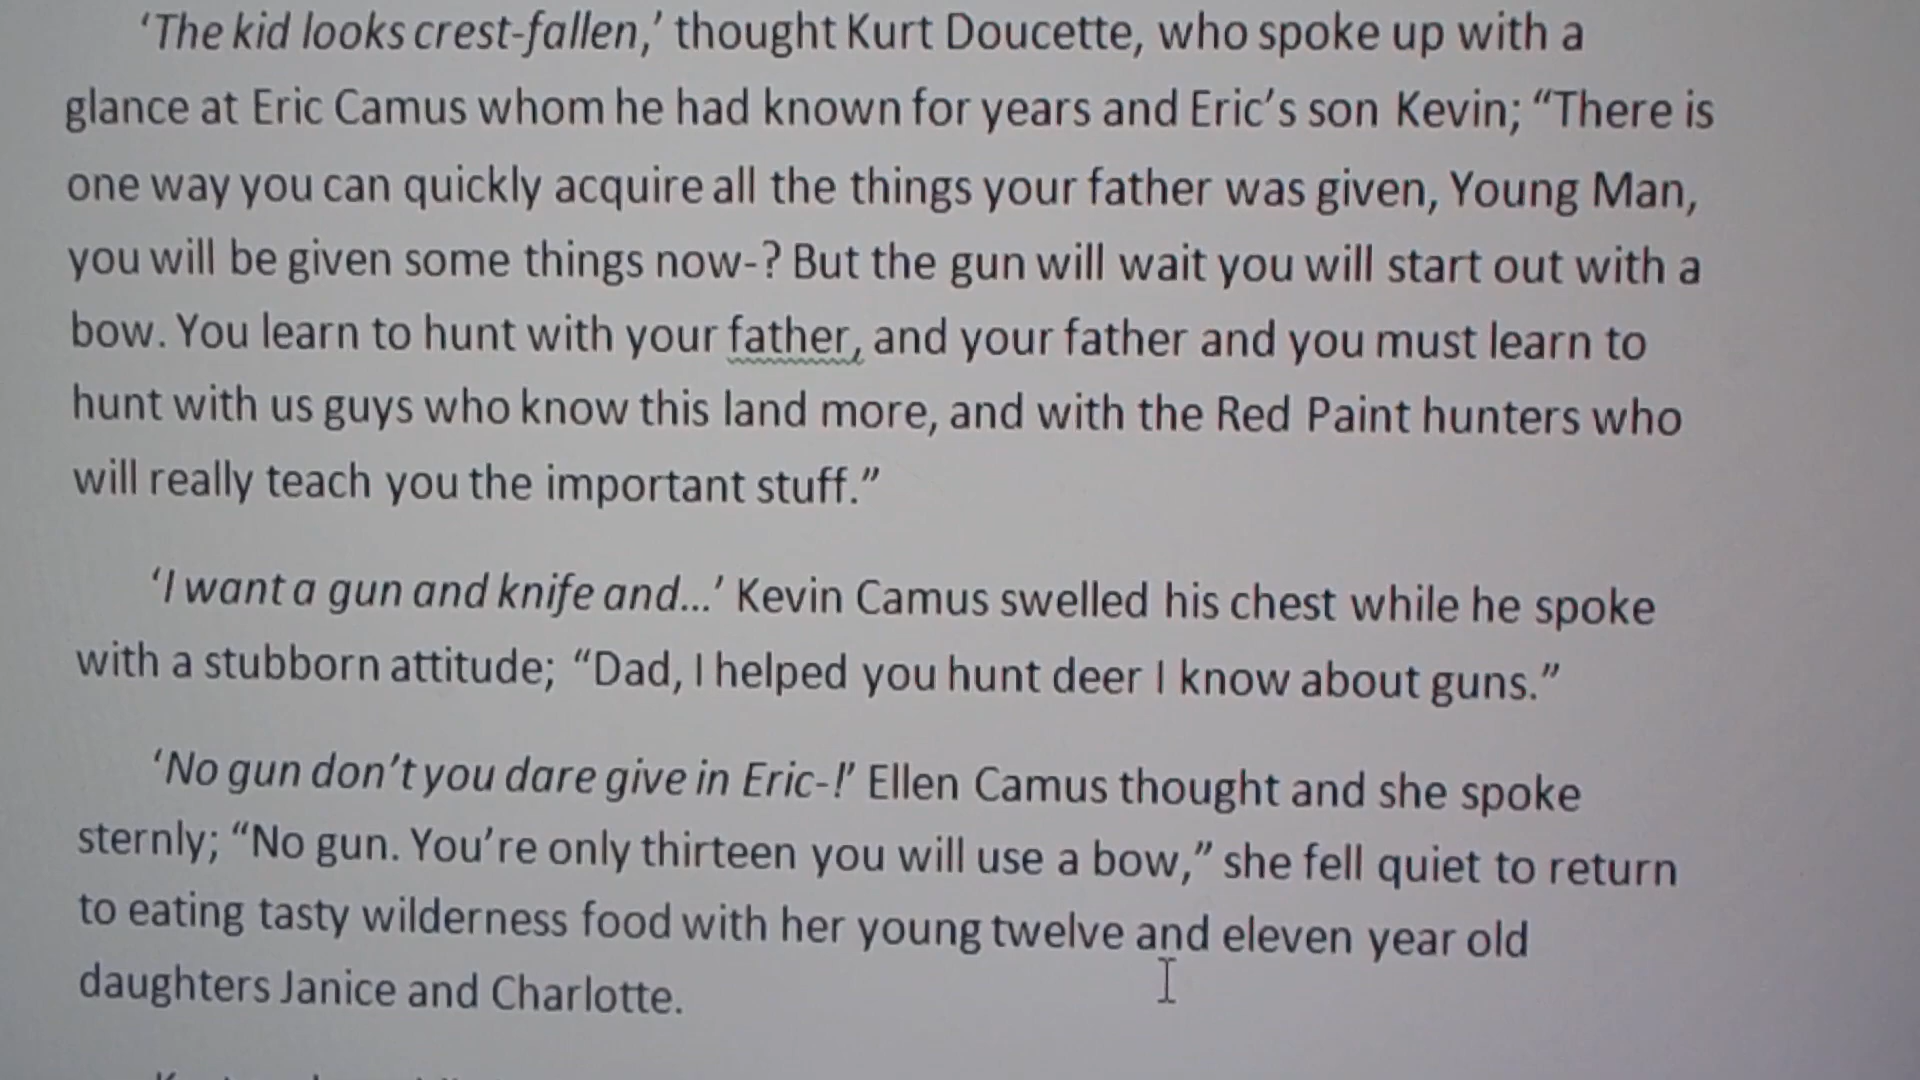 ‘The kid looks crest-fallen,’ thought Kurt Doucette, who spoke up with a
glance at Eric Camus whom he had known for years and Eric’s son Kevin; “There is
one way you can quickly acquire all the things your father was given, Young Man,
you will be given some things now-? But the gun will wait you will start out with a
bow. You learn to hunt with your father, and your father and you must learn to
hunt with us guys who know this land more, and with the Red Paint hunters who
will really teach you the important stuff.”
‘I want a gun and knife and...’ Kevin Camus swelled his chest while he spoke
with a stubborn attitude; “Dad, I helped you hunt deer I know about guns.”
‘No gun don’t you dare give in Eric-!’ Ellen Camus thought and she spoke
sternly; “No gun. You’re only thirteen you will use a bow,” she fell quiet to return
to eating tasty wilderness food with her young twelve and eleven year old
daughters Janice and Charlotte.